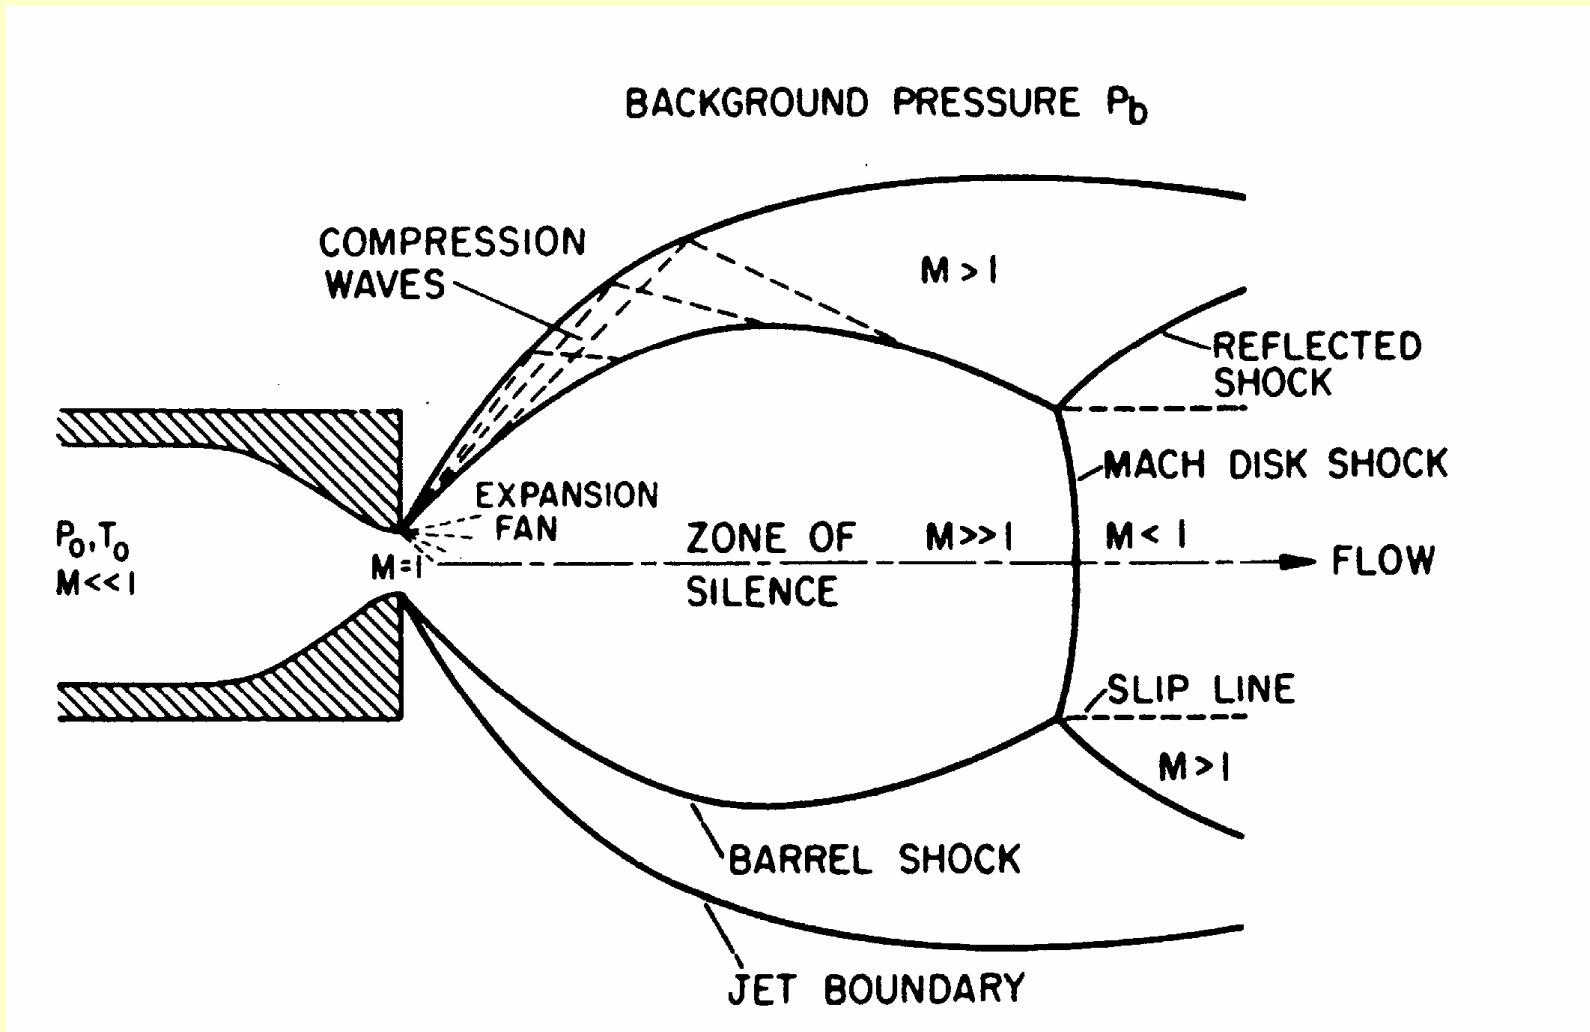 BACKGROUND PRESSURE Pb
COMPRESSION
WAVES
M > 1
REFLECTED
SHOCK
MACH DISK SHOCK
EXPANSION
FAN
ZONE OF
SILENCE
M>>1
M< 1
FLOW
P0,T0
M<<1
M=1
SLIP LINE
M>1
BARREL SHOCK
JET BOUNDARY